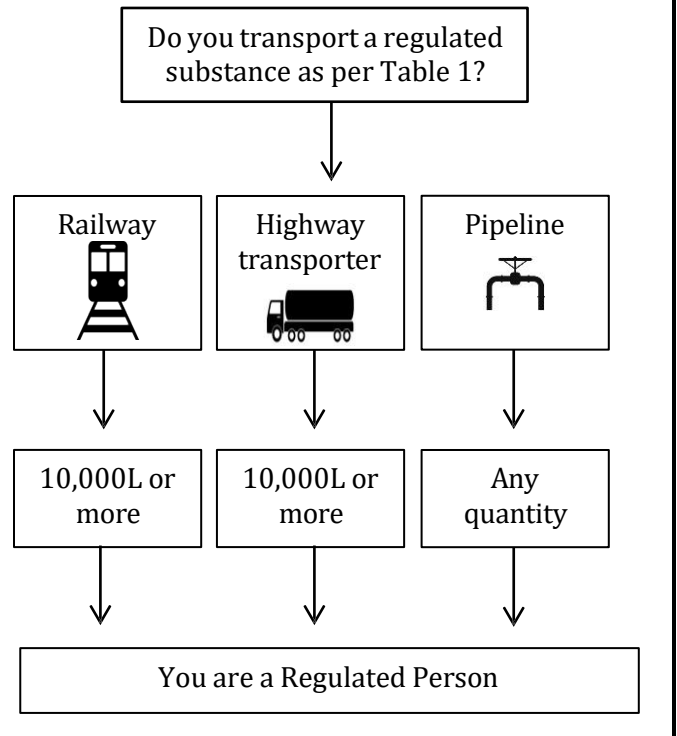 Do you transport a regulated
substance as per Table 1?
Railway
Highway
transporter
Pipeline
10,000L or
more
10,000L or
more
Any
quantity
You are a Regulated Person